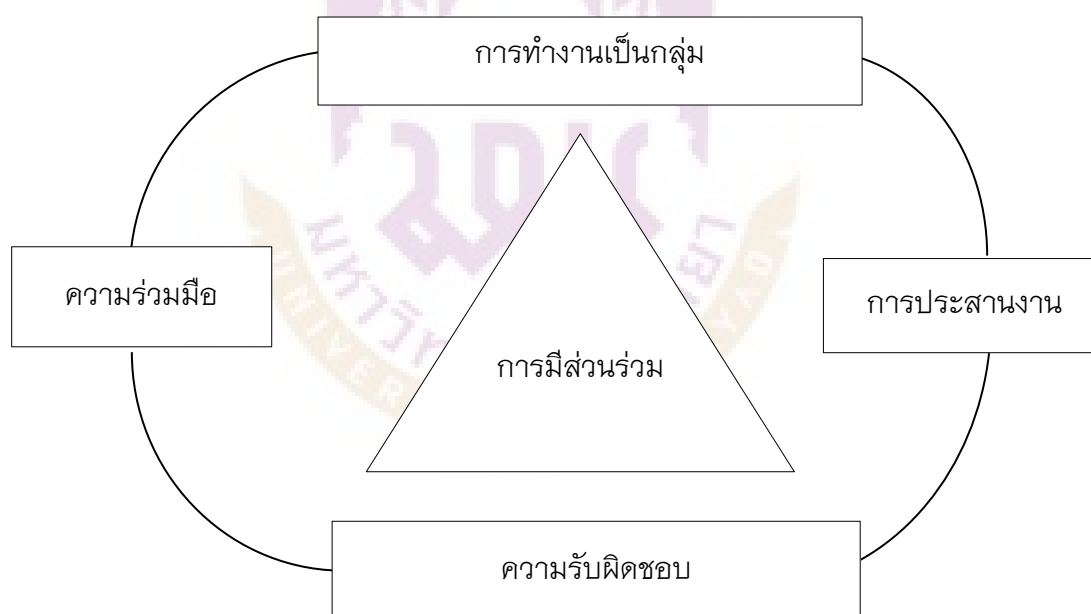 การทำงานเป็นกลุ่ม
ความร่วมมือ
การประสานงาน
การมีส่วนร่วม
ความรับผิดชอบ